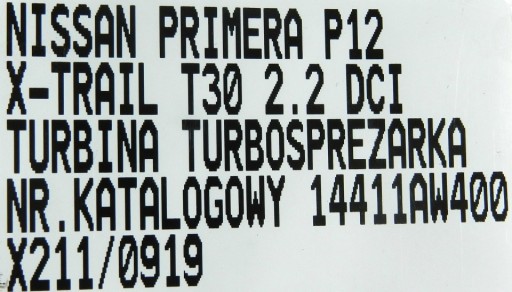 NISSAN PRIMERA P12
X-TRAIL T30 2.2 DCI
TURBINA TURBOSPREZARKA
NR.KATALOGOWY 14411AW400
X211/0919